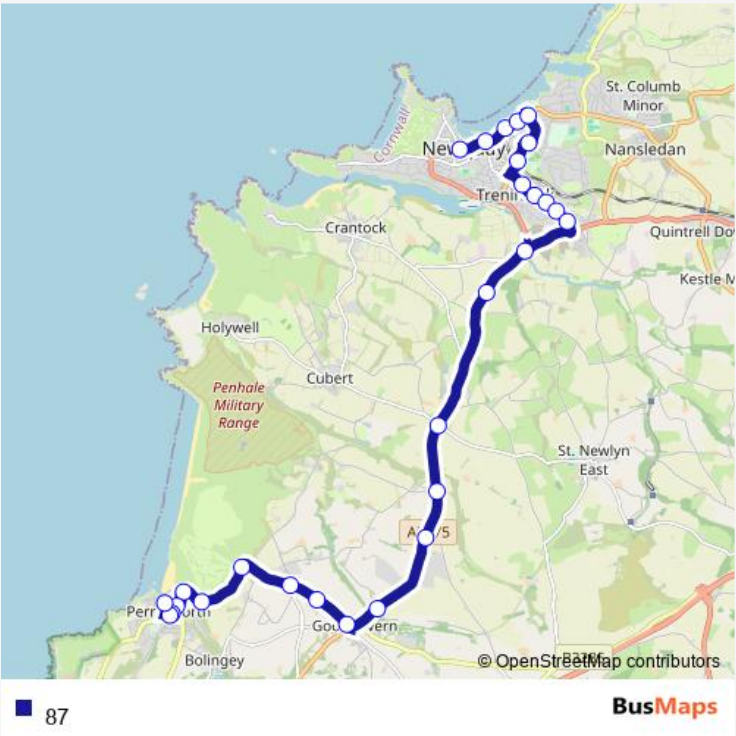 St. Columb
Minor
Cornwall
Nansledan
Crantock
Quintrell Do
Kestle M
Holywell
Cubert
Penhale
Military
Range
St. Newlyn
East
Bolingey
© OpenStreetMap contributors
87
BusMaps